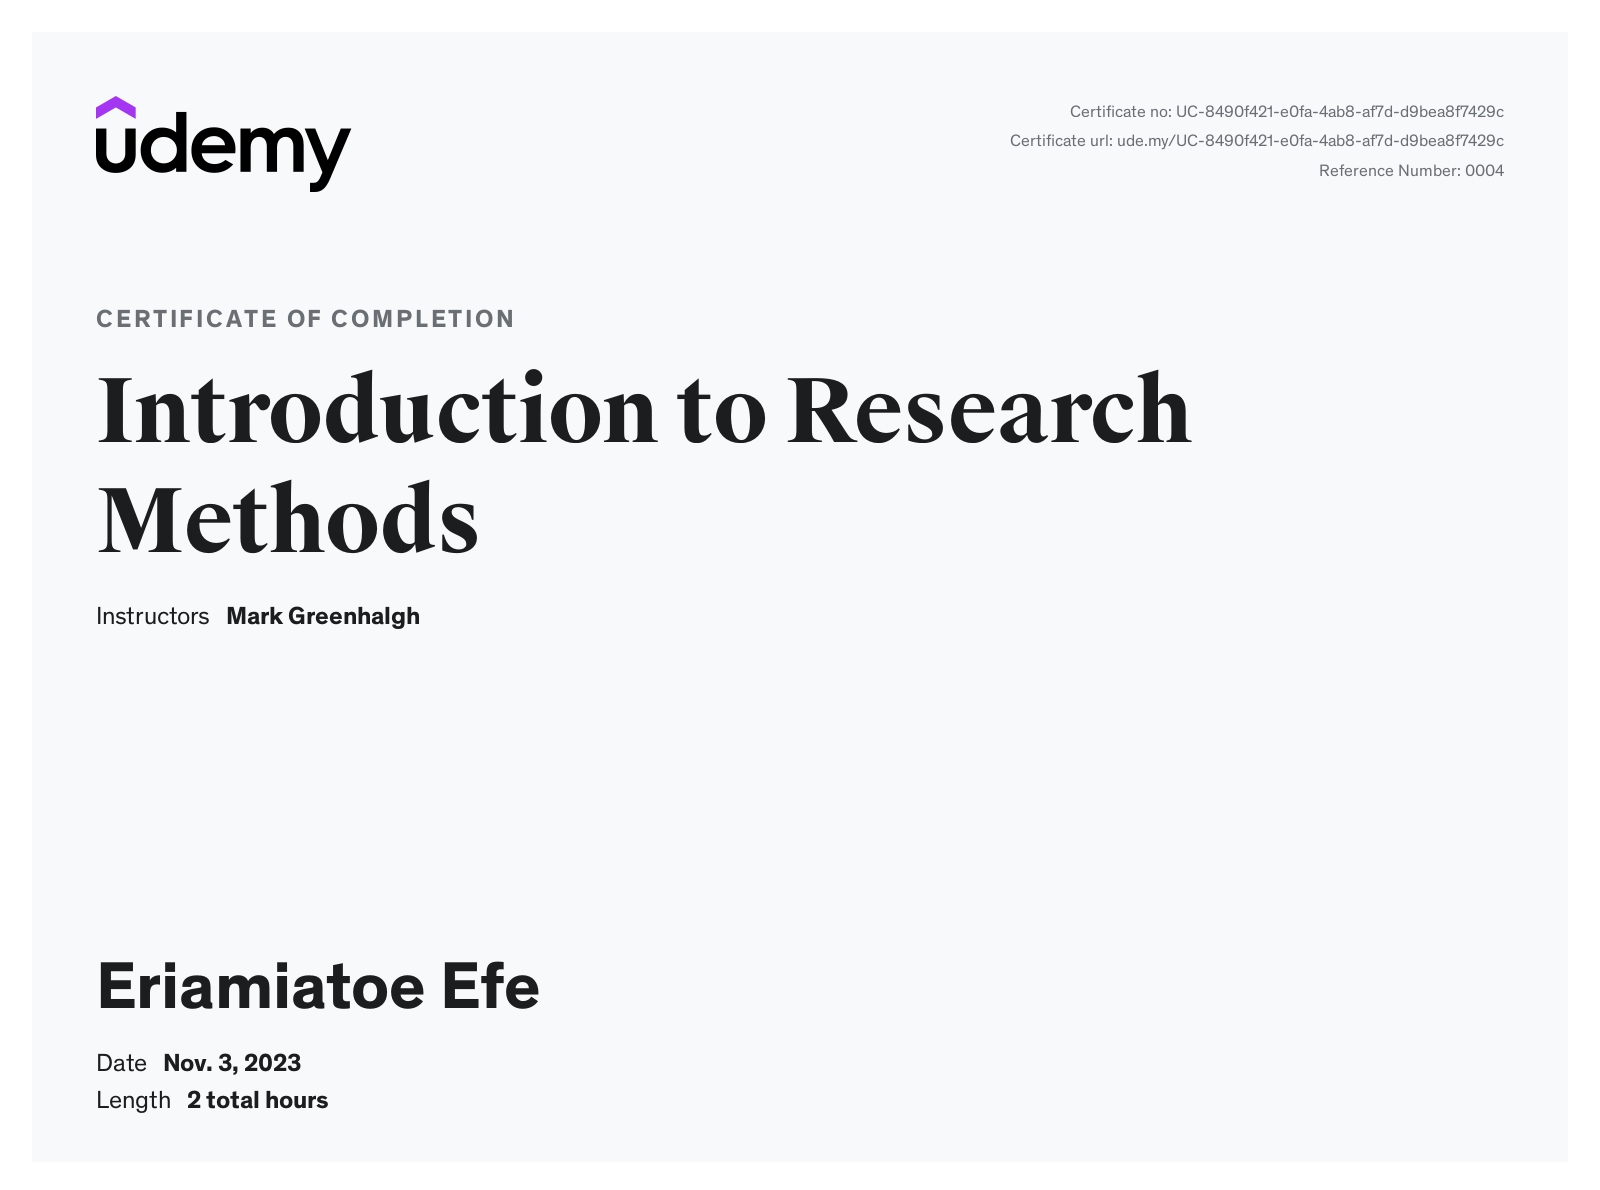 udemy
Certificate no: UC-8490f421-e0fa-4ab8-af7d-d9bea8f7429c
Certificate url: ude.my/UC-8490f421-e0fa-4ab8-af7d-d9bea8f7429c
Reference Number: 0004
CERTIFICATE OF COMPLETION
Introduction to Research
Methods
Instructors Mark Greenhalgh
Eriamiatoe Efe
Date Nov. 3, 2023
Length 2 total hours